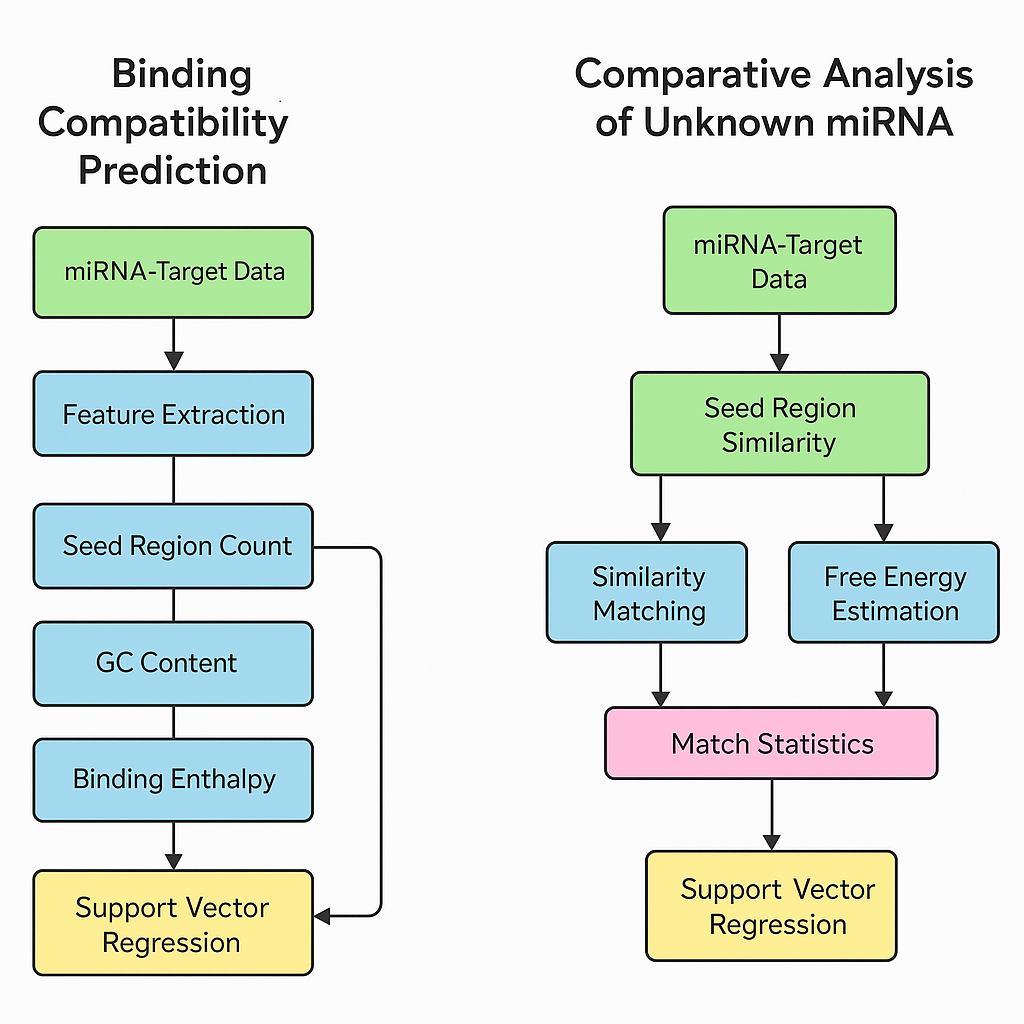 Binding
Compatibility
Prediction
miRNA-Target Data
Feature Extraction
Seed Region Count
GC Content
Binding Enthalpy
Support Vector
Regression
Comparative Analysis
of Unknown miRNA
miRNA-Target
Data
Seed Region
Similarity
Similarity
Matching
Free Energy
Estimation
Match Statistics
Support Vector
Regression